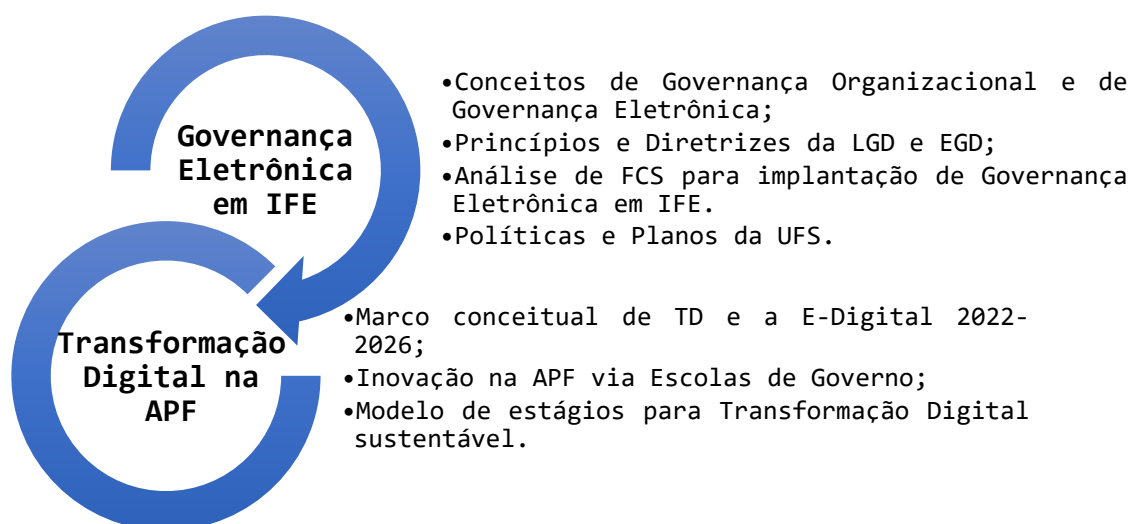 Governança
Eletrônica
em IFE
•Conceitos de Governança Organizacional e de
Governança Eletrônica;
•Princípios e Diretrizes da LGD e EGD;
•Análise de FCS para implantação de Governança
Eletrônica em IFE.
•Políticas e Planos da UFS.
Transformação
Digital na
APF
•Marco conceitual de TD e a E-Digital 2022-
2026;
•Inovação na APF via Escolas de Governo;
•Modelo de estágios para Transformação Digital
sustentável.